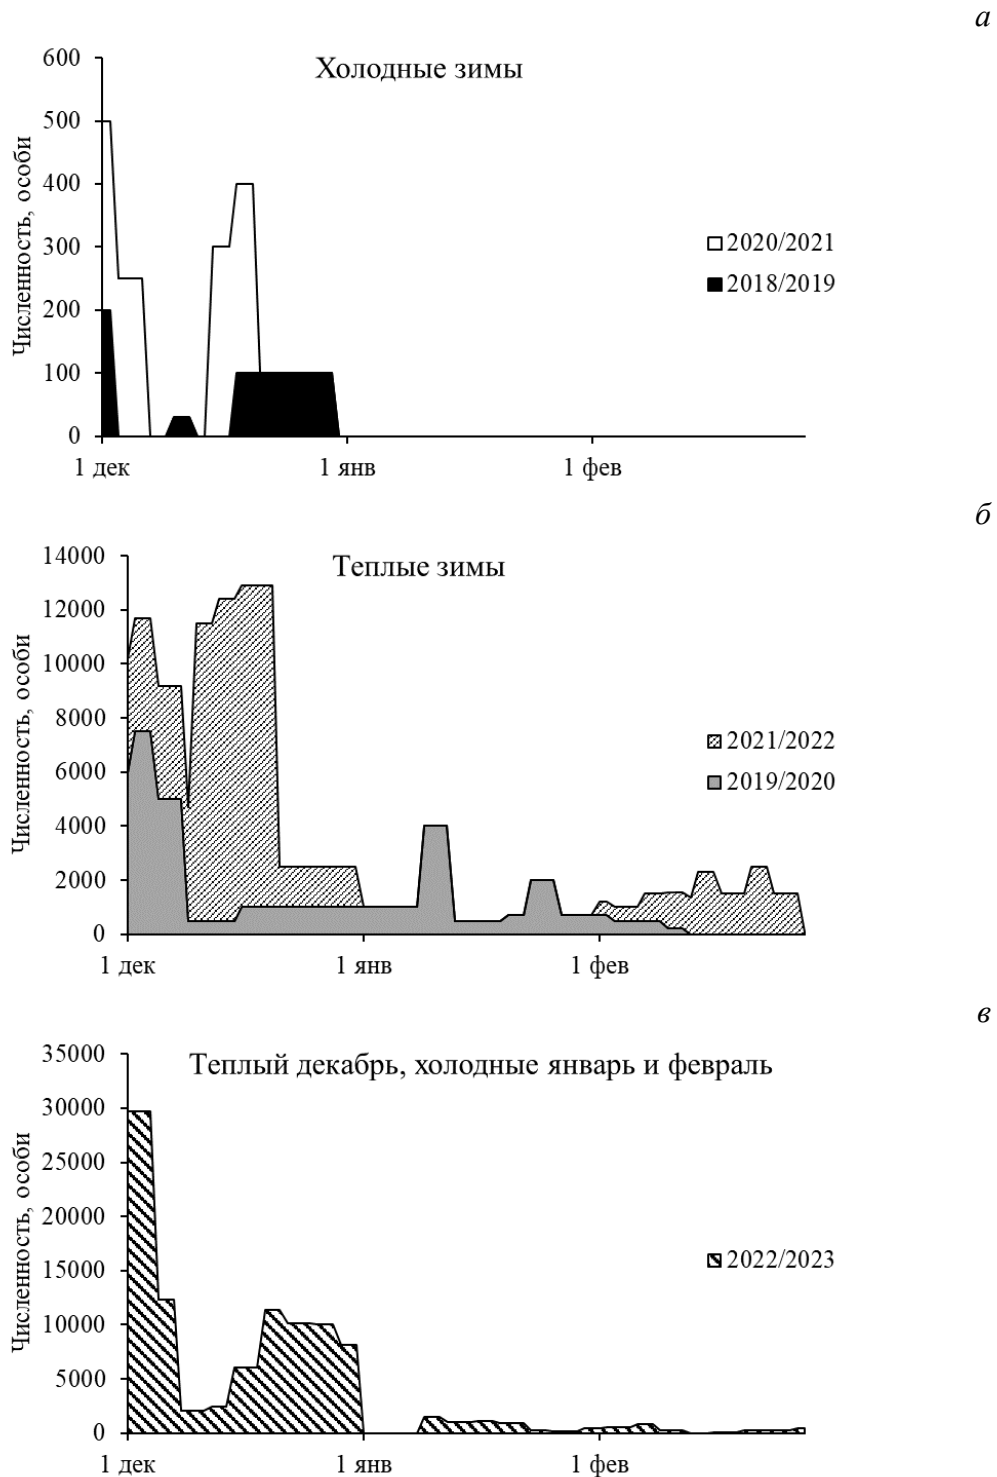 а
Холодные зимы
600
500
400
300
200
100
0
Численность, особи
2020/2021
2018/2019
1 дек 1 янв 1 фев
б
Теплые зимы
14000
12000
10000
8000
6000
4000
2000
0
Численность, особи
2021/2022
2019/2020
1 дек 1 янв 1 фев
в
Теплый декабрь, холодные январь и февраль
35000
30000
25000
20000
15000
10000
5000
0
Численность, особи
2022/2023
1 дек 1 янв 1 фев